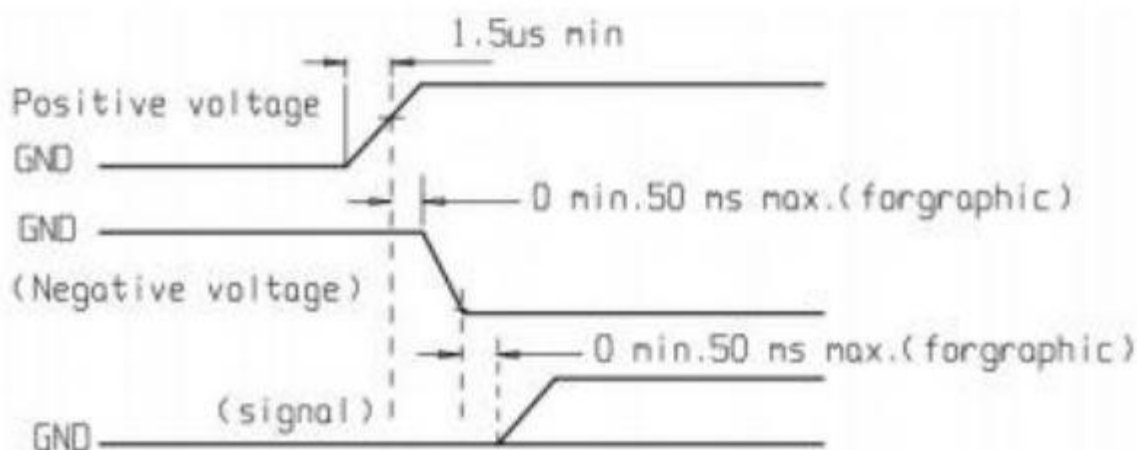 1.5us min
Positive voltage
GND
0 min.50 ms max.(forgraphic)
GND
(Negative voltage)
0 min.50 ms max.(forgraphic)
(signal)
GND